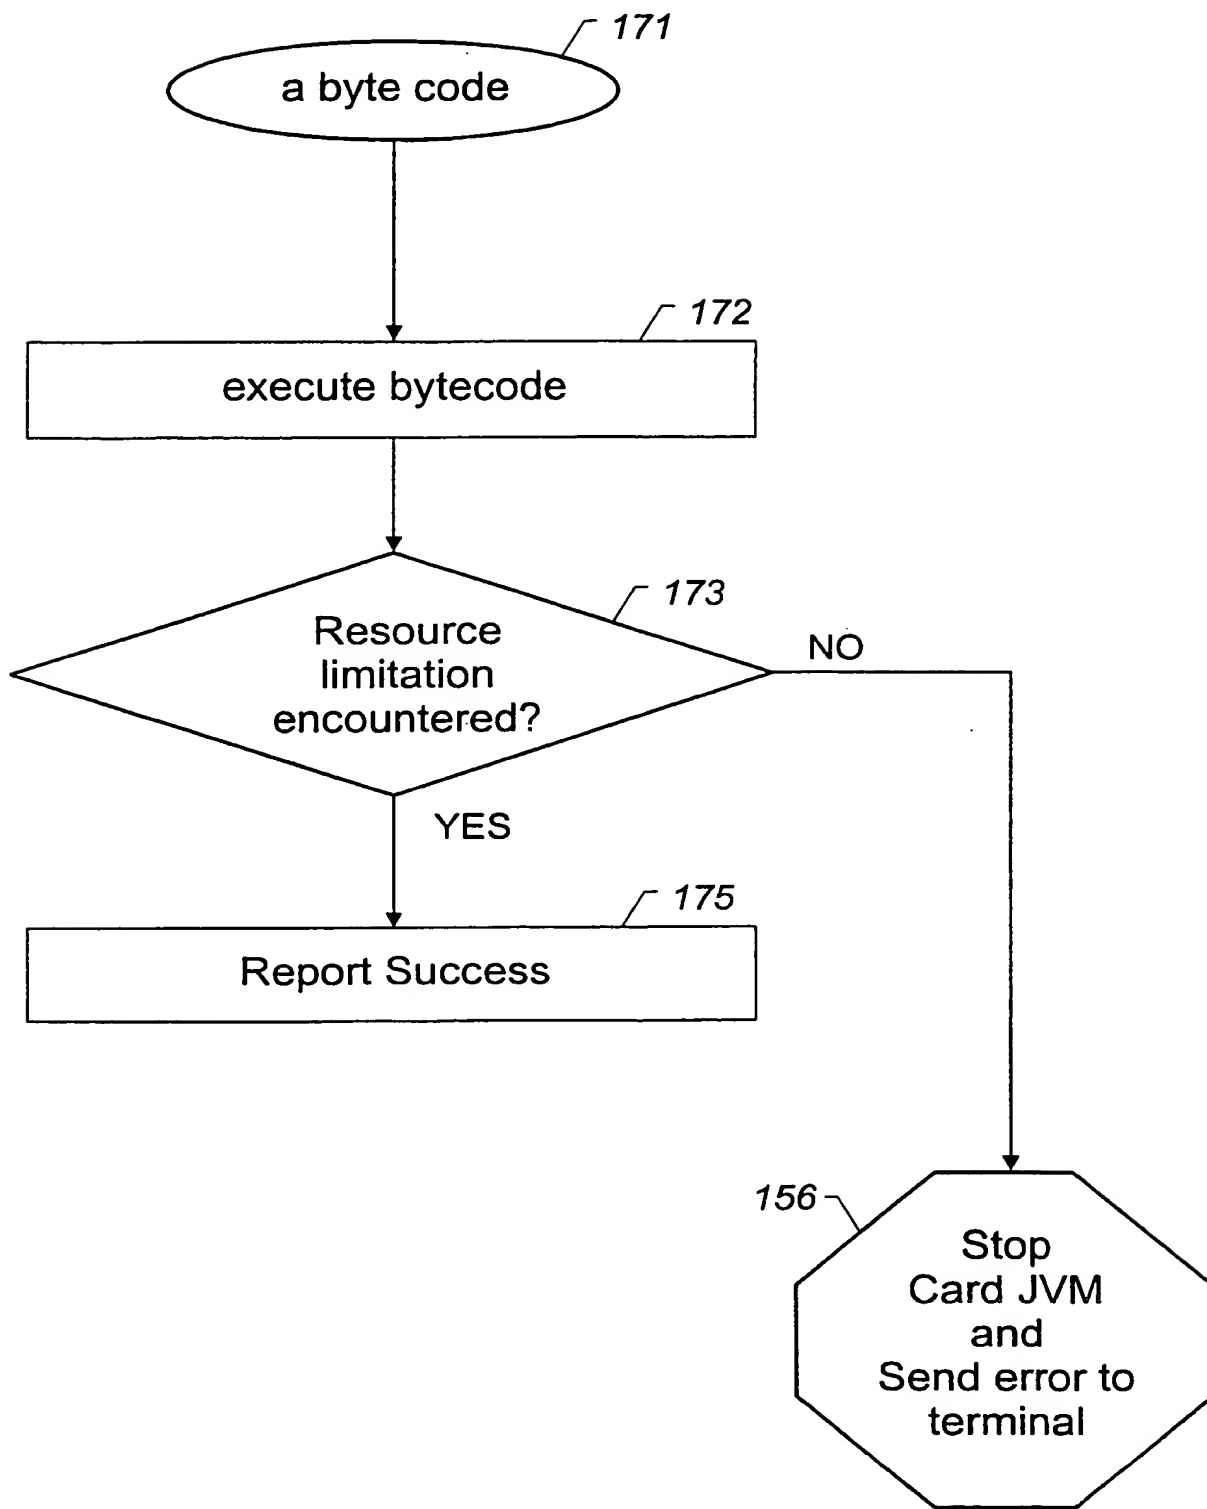 171
a byte code
172
execute bytecode
173
Resource
limitation
encountered?
NO
YES
175
Report Success
156
Stop
Card JVM
and
Send error to
terminal